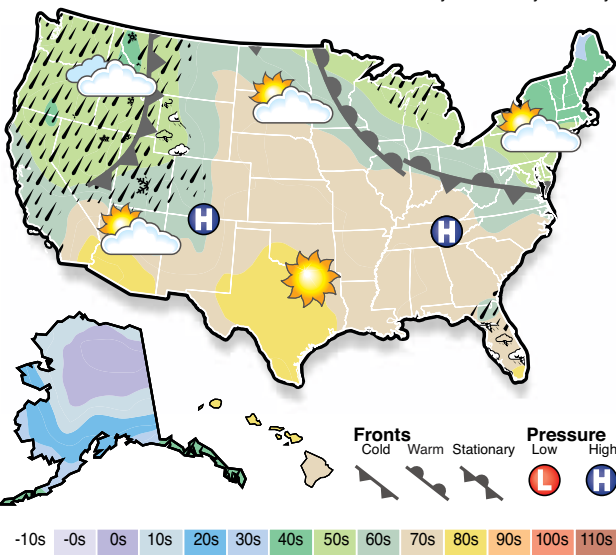 H
H
Fronts
Cold Warm Stationary
Pressure
Low High
L H
-10s -0s 0s 10s 20s 30s 40s 50s 60s 70s 80s 90s 100s 110s